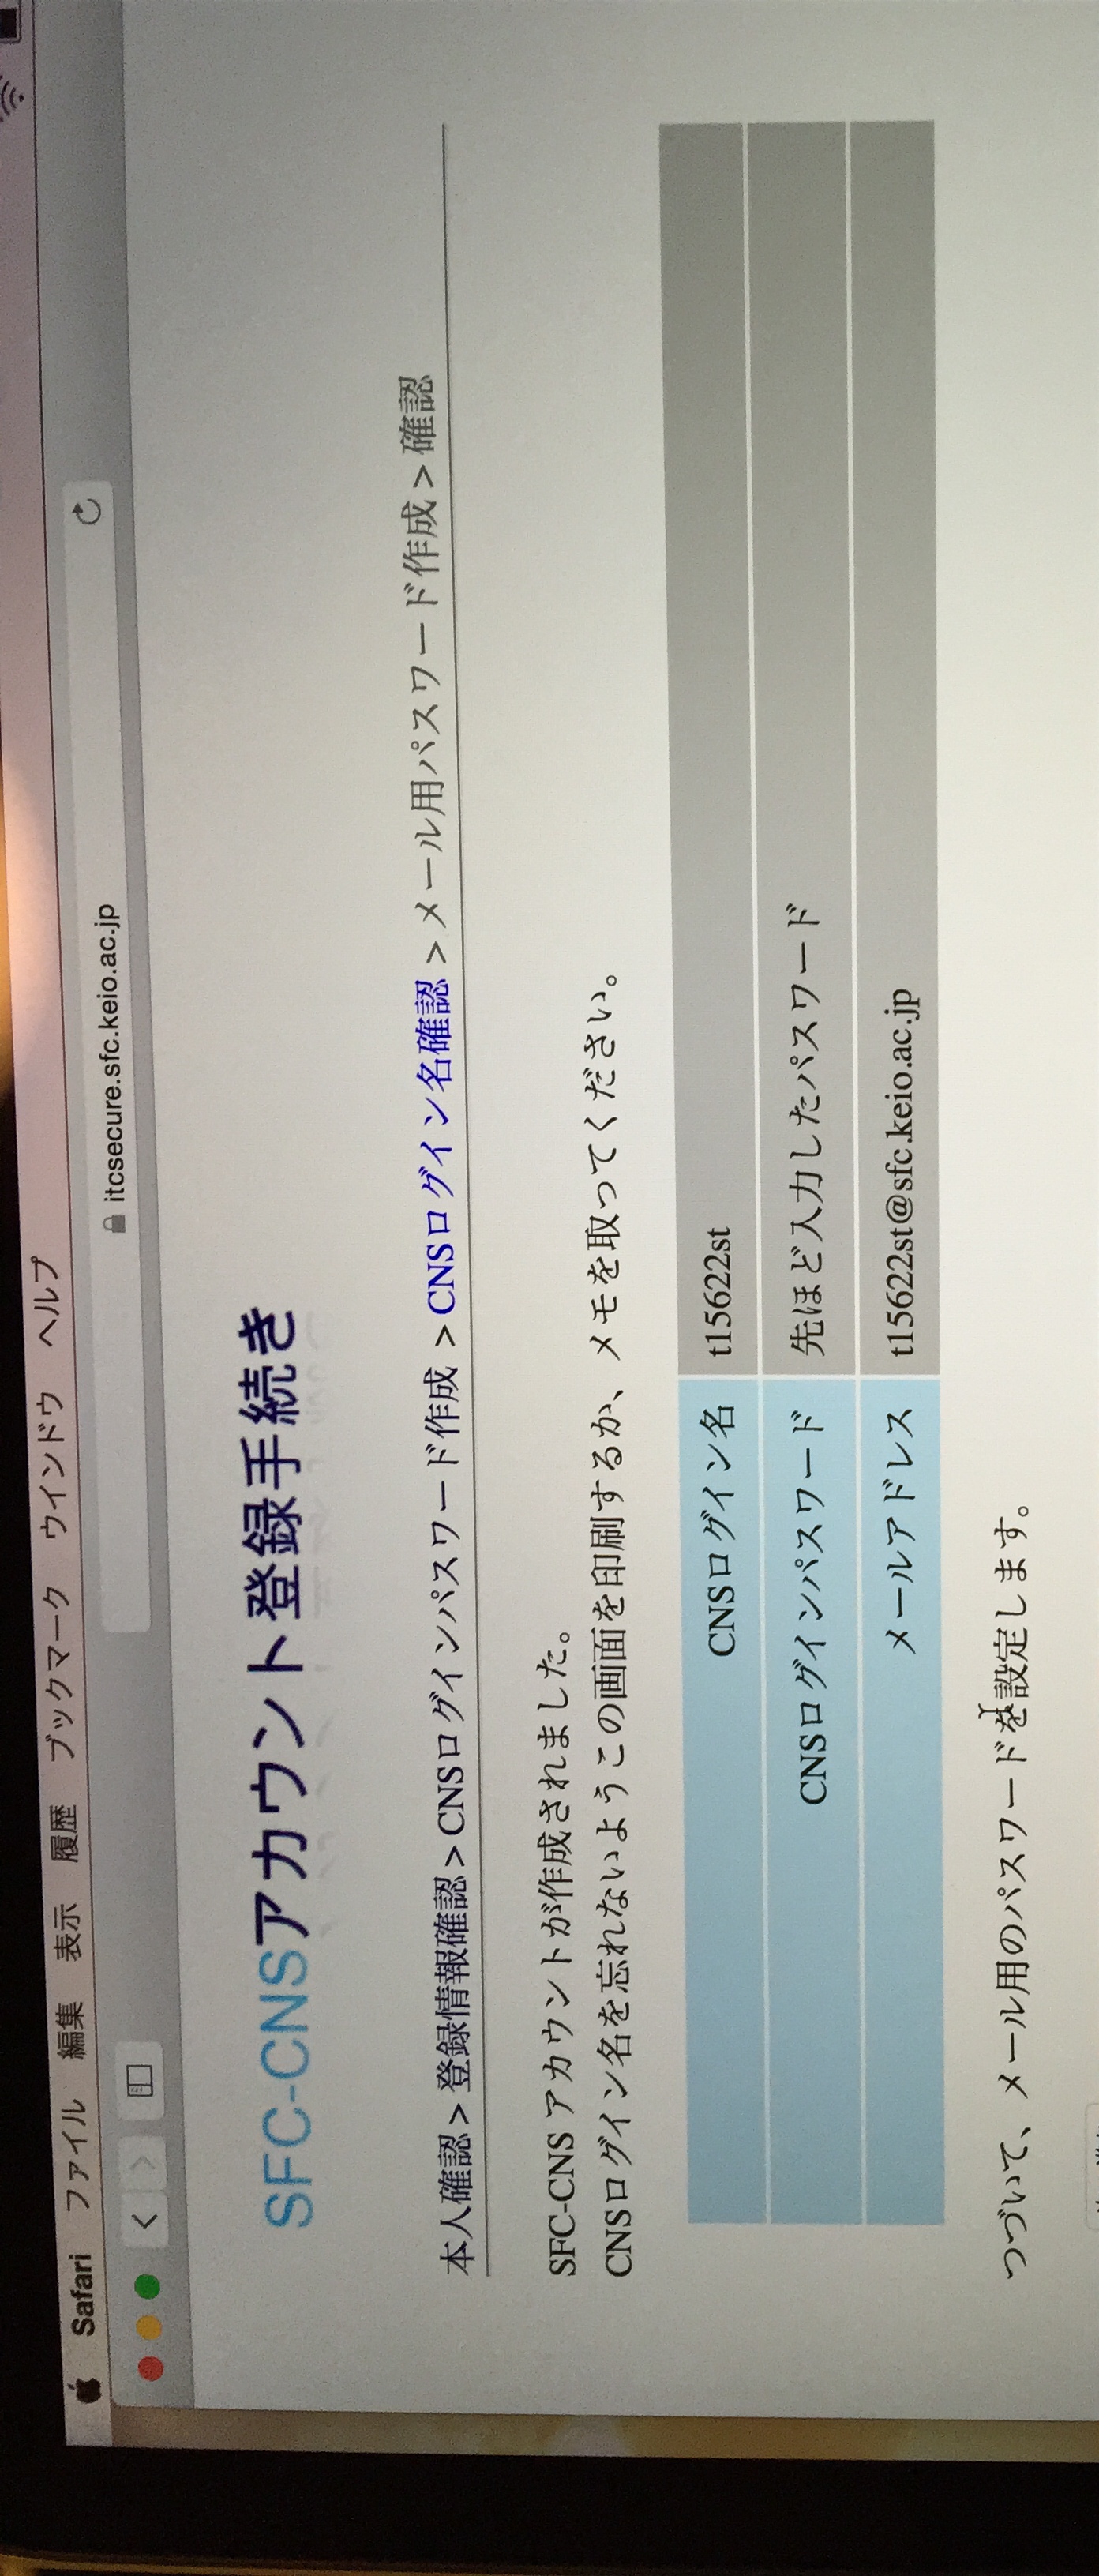 Safari ファイル 編集 表示 履歴 ブックマーク ウインドウ ヘルプ
itcsecure.sfc.keio.ac.jp
SFC-CNSアカウント登録手続き
本人確認 > 登録情報確認 > CNSログインパスワード作成 > CNSログイン名確認 > メール用パスワード作成 > 確認
SFC-CNS アカウントが作成されました。
CNSログイン名を忘れないようこの画面を印刷するか、メモを取ってください。
CNSログイン名 t15622st
CNSログインパスワード 先ほど入力したパスワード
メールアドレス t15622st@sfc.keio.ac.jp
つづいて、メール用のパスワードを設定します。